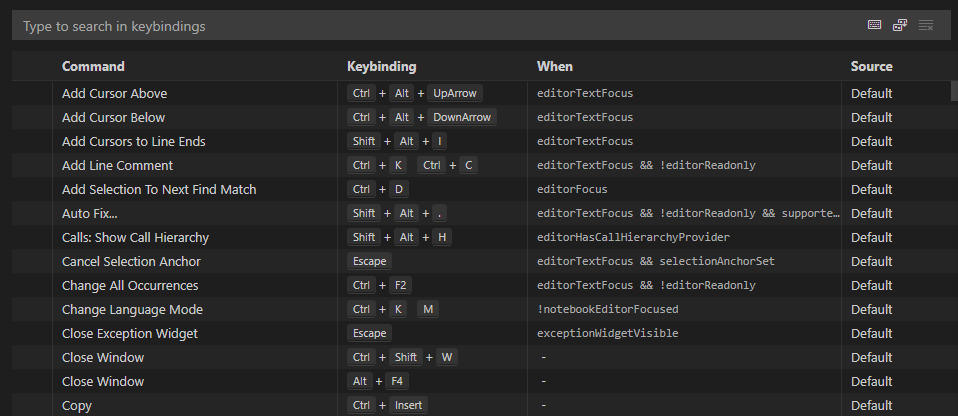 Type to search in keybindings
Command Keybinding When Source
Add Cursor Above Ctrl + Alt + UpArrow editorTextFocus Default
Add Cursor Below Ctrl + Alt + DownArrow editorTextFocus Default
Add Cursors to Line Ends Shift + Alt + I editorTextFocus Default
Add Line Comment Ctrl + K Ctrl + C editorTextFocus && !editorReadonly Default
Add Selection To Next Find Match Ctrl + D editorFocus Default
Auto Fix... Shift + Alt + . editorTextFocus && !editorReadonly && supporte... Default
Calls: Show Call Hierarchy Shift + Alt + H editorHasCallHierarchyProvider Default
Cancel Selection Anchor Escape editorTextFocus && selectionAnchorSet Default
Change All Occurrences Ctrl + F2 editorTextFocus && !editorReadonly Default
Change Language Mode Ctrl + K M !notebookEditorFocused Default
Close Exception Widget Escape exceptionWidgetVisible Default
Close Window Ctrl + Shift + W - Default
Close Window Alt + F4 - Default
Copy Ctrl + Insert - Default